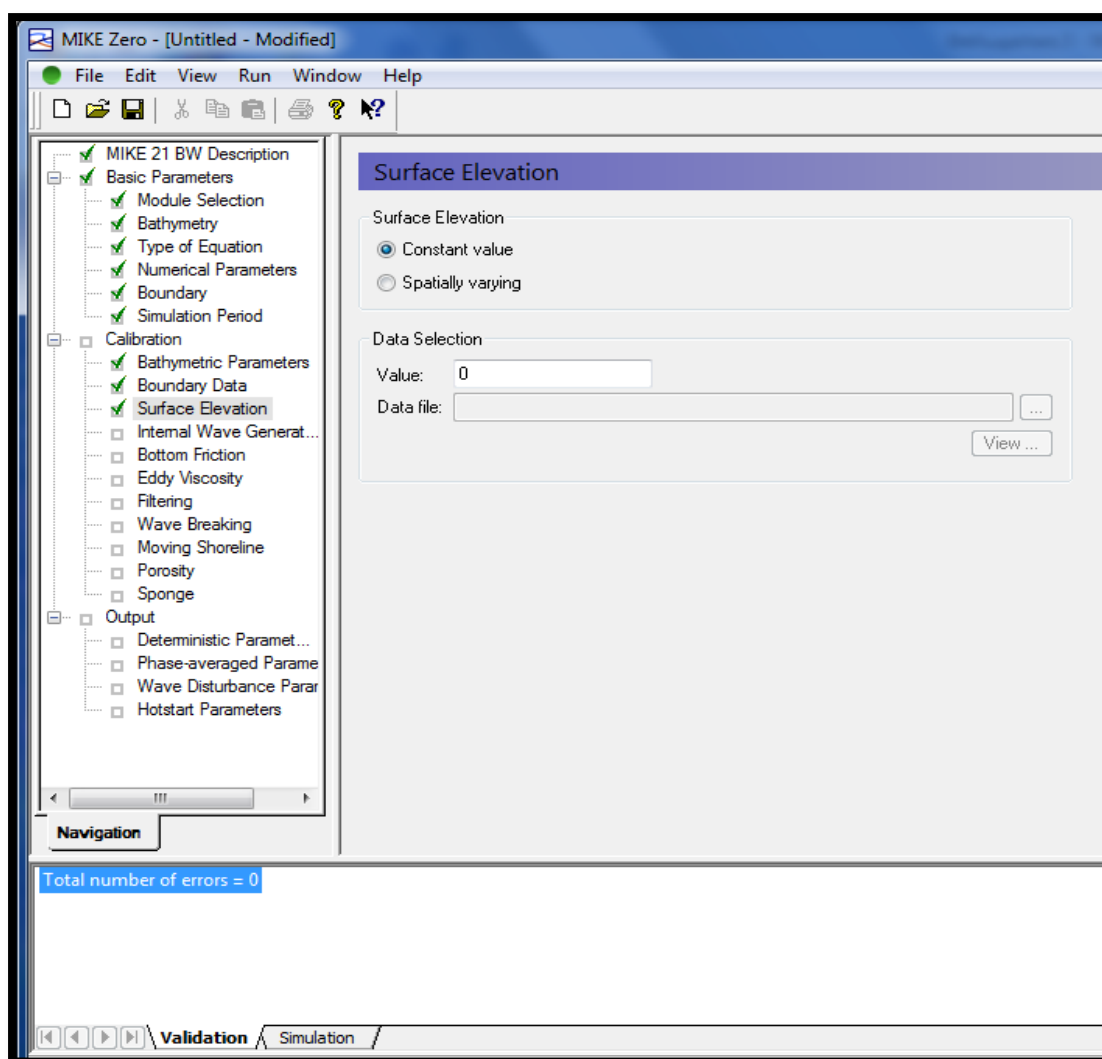 MIKE Zero - [Untitled - Modified]
File Edit View Run Window Help
MIKE 21 BW Description
Basic Parameters
Module Selection
Bathymetry
Type of Equation
Numerical Parameters
Boundary
Simulation Period
Calibration
Bathymetric Parameters
Boundary Data
Surface Elevation
Internal Wave Generat...
Bottom Friction
Eddy Viscosity
Filtering
Wave Breaking
Moving Shoreline
Porosity
Sponge
Output
Deterministic Paramet...
Phase-averaged Parame
Wave Disturbance Parar
Hotstart Parameters
Navigation
Surface Elevation
Surface Elevation
Constant value
Spatially varying
Data Selection
Value: 0
Data file: ...
View ...
Total number of errors = 0
Validation Simulation